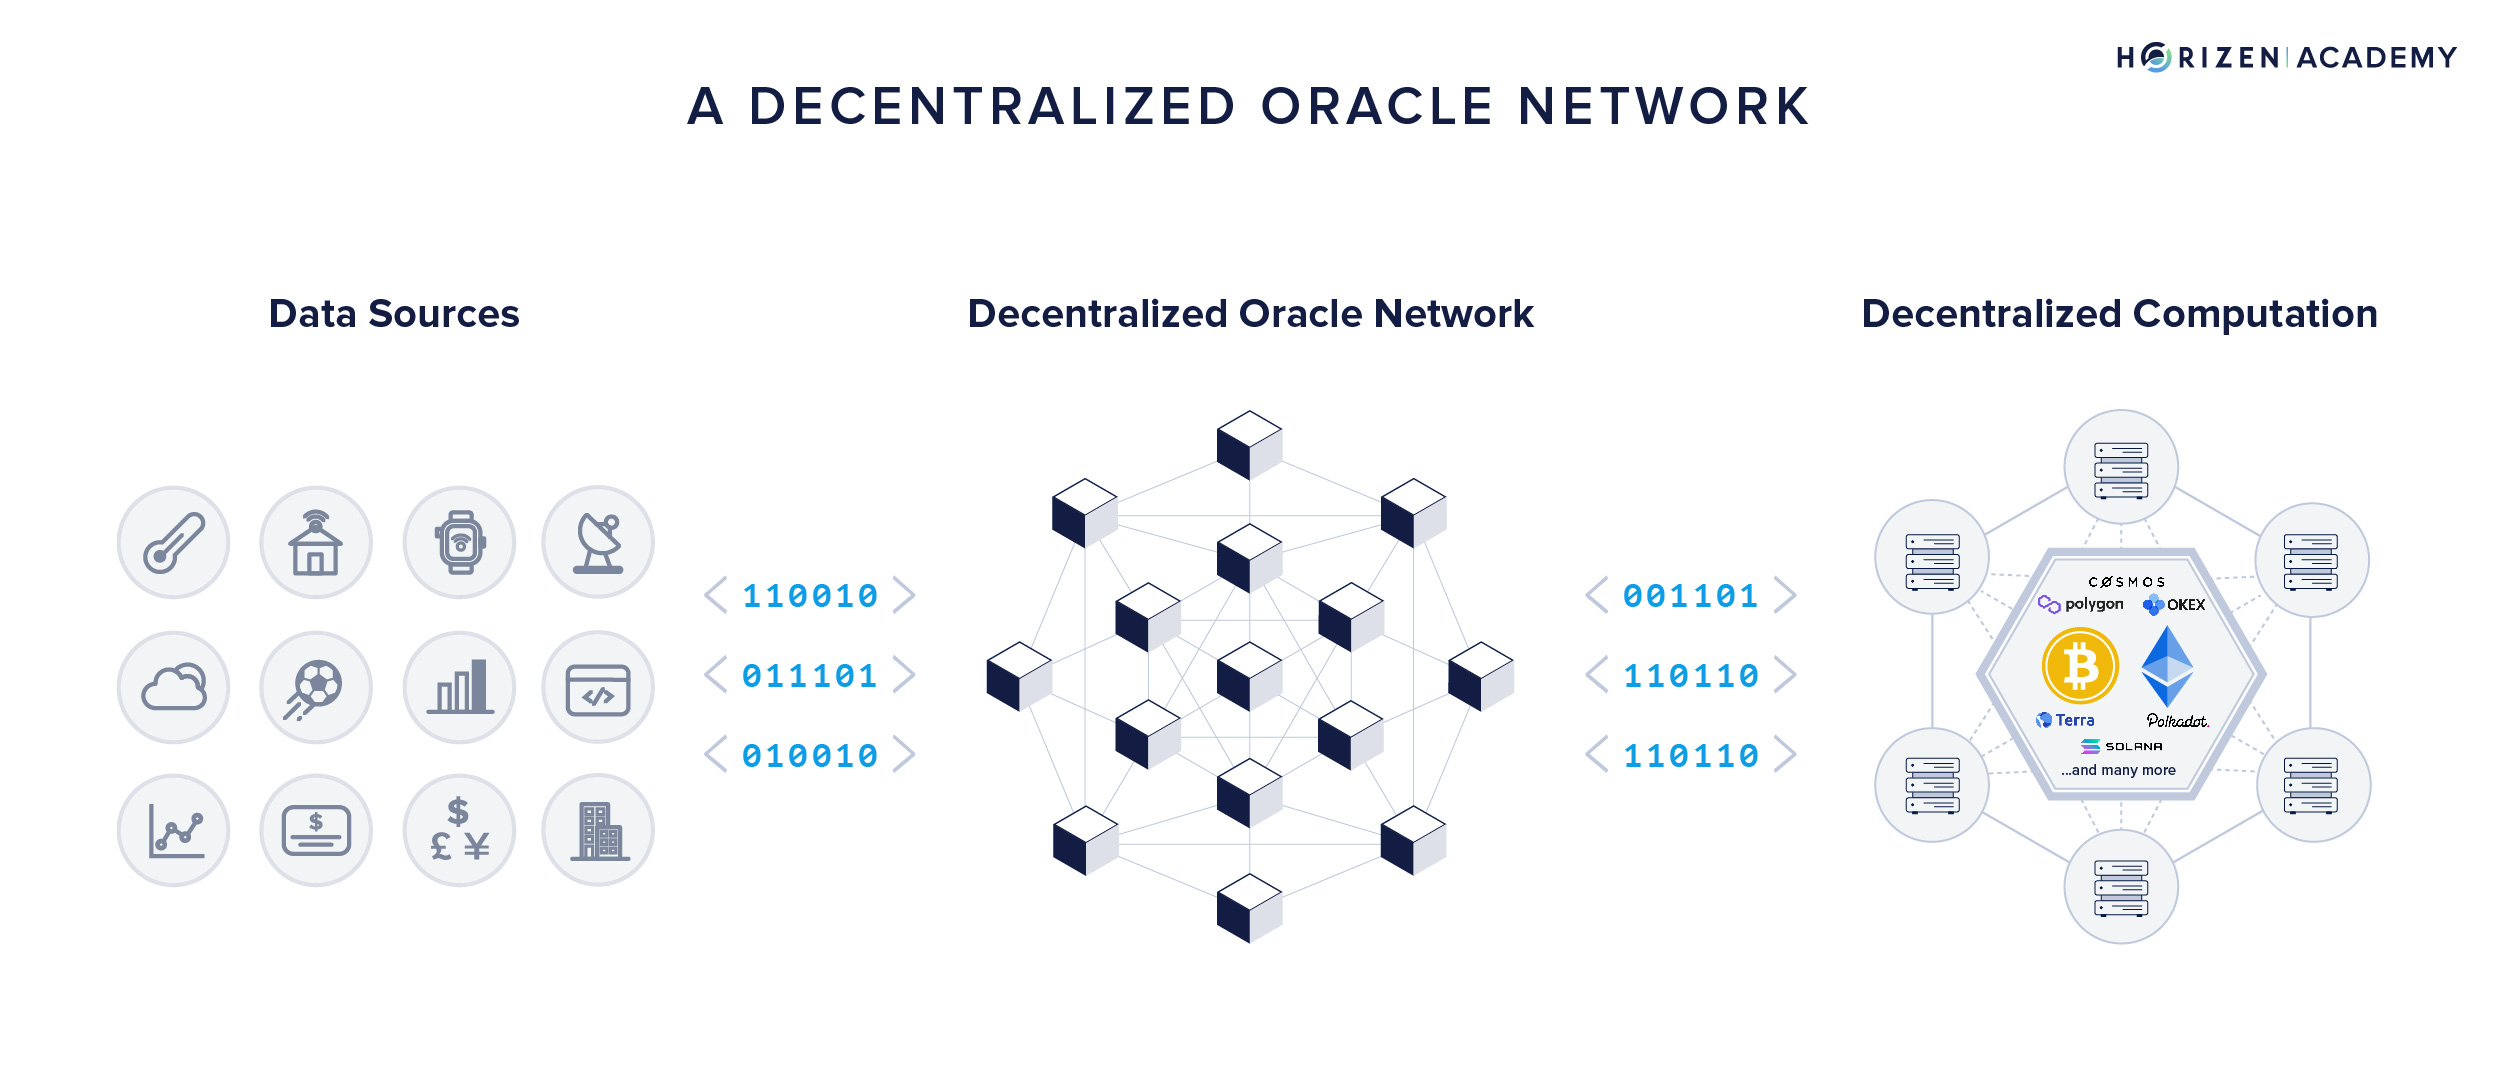 HORIZEN | ACADEMY
A DECENTRALIZED ORACLE NETWORK
Data Sources
Decentralized Oracle Network
Decentralized Computation
110010
011101
010010
001101
110110
110110
$
$
£ ¥
COSMOS
polygon
OKEX
Terra
Polkadot.
SOLANA
...and many more